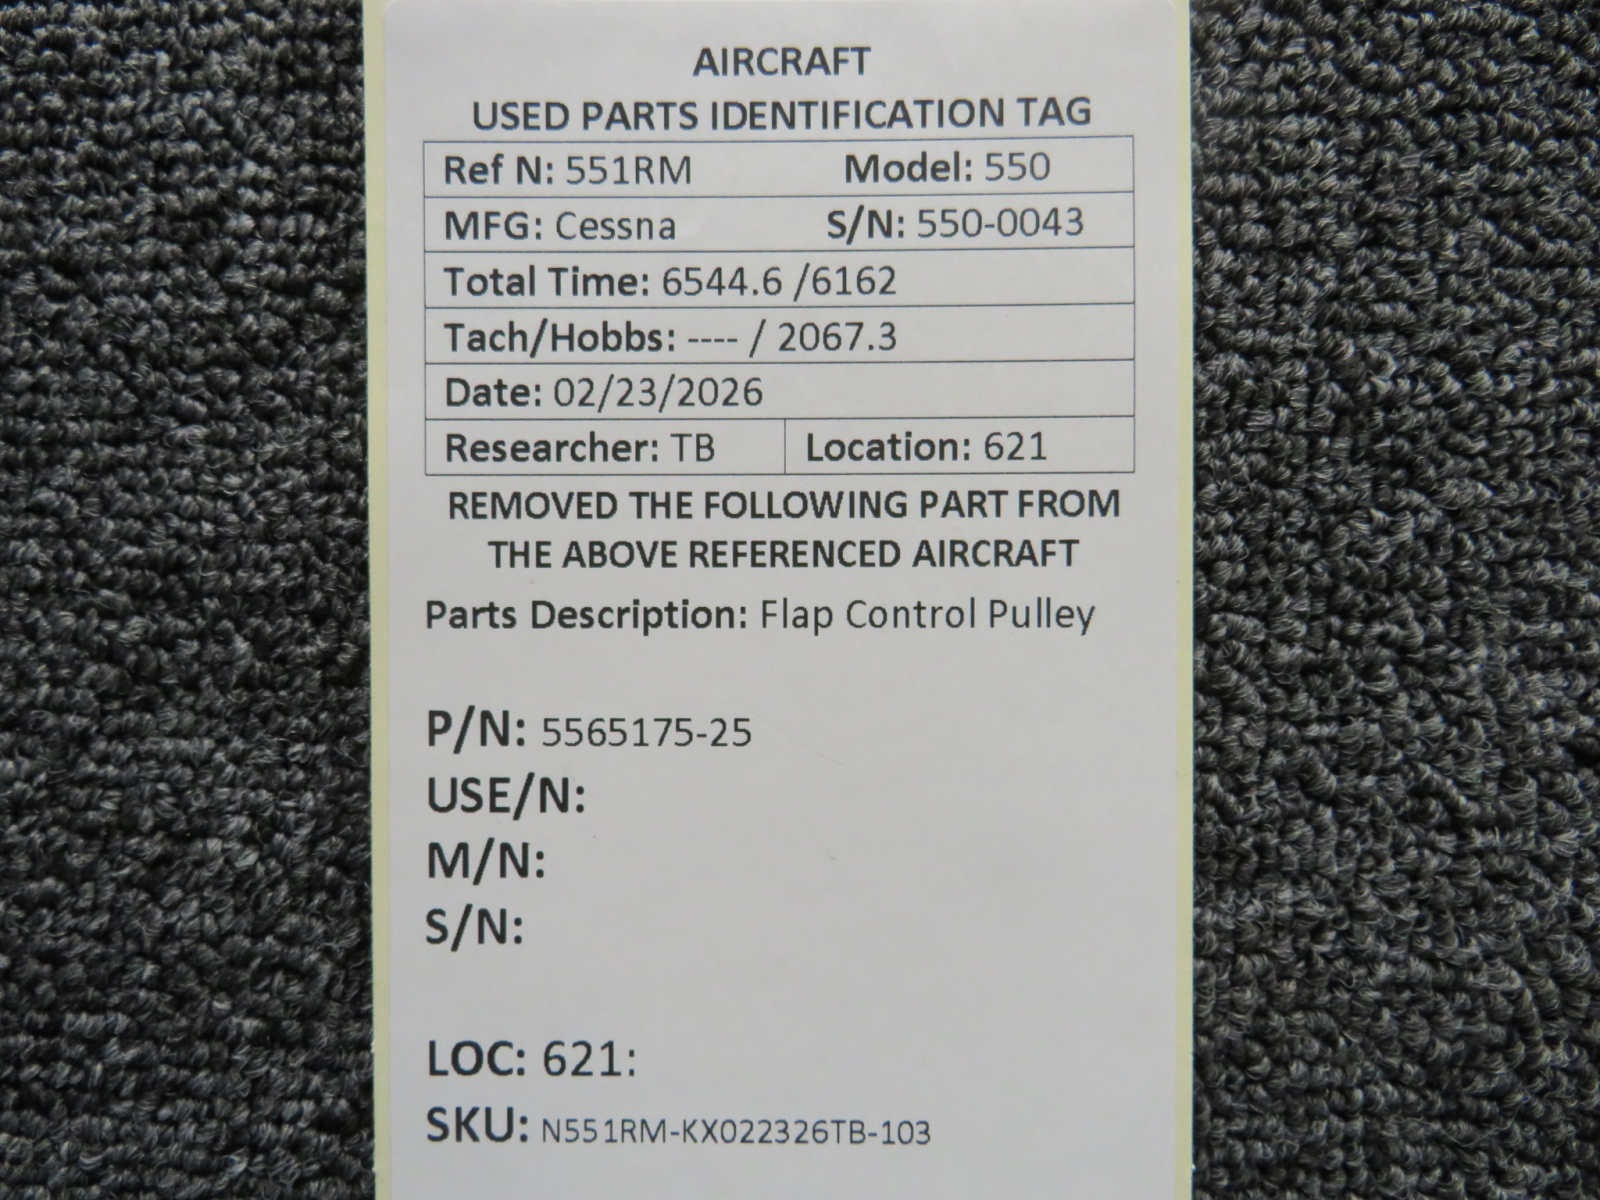 AIRCRAFT
USED PARTS IDENTIFICATION TAG
Ref N: 551RM Model: 550
MFG: Cessna S/N: 550-0043
Total Time: 6544.6 /6162
Tach/Hobbs: ---- / 2067.3
Date: 02/23/2026
Researcher: TB Location: 621
REMOVED THE FOLLOWING PART FROM
THE ABOVE REFERENCED AIRCRAFT
Parts Description: Flap Control Pulley
P/N: 5565175-25
USE/N:
M/N:
S/N:
LOC: 621:
SKU: N551RM-KX022326TB-103